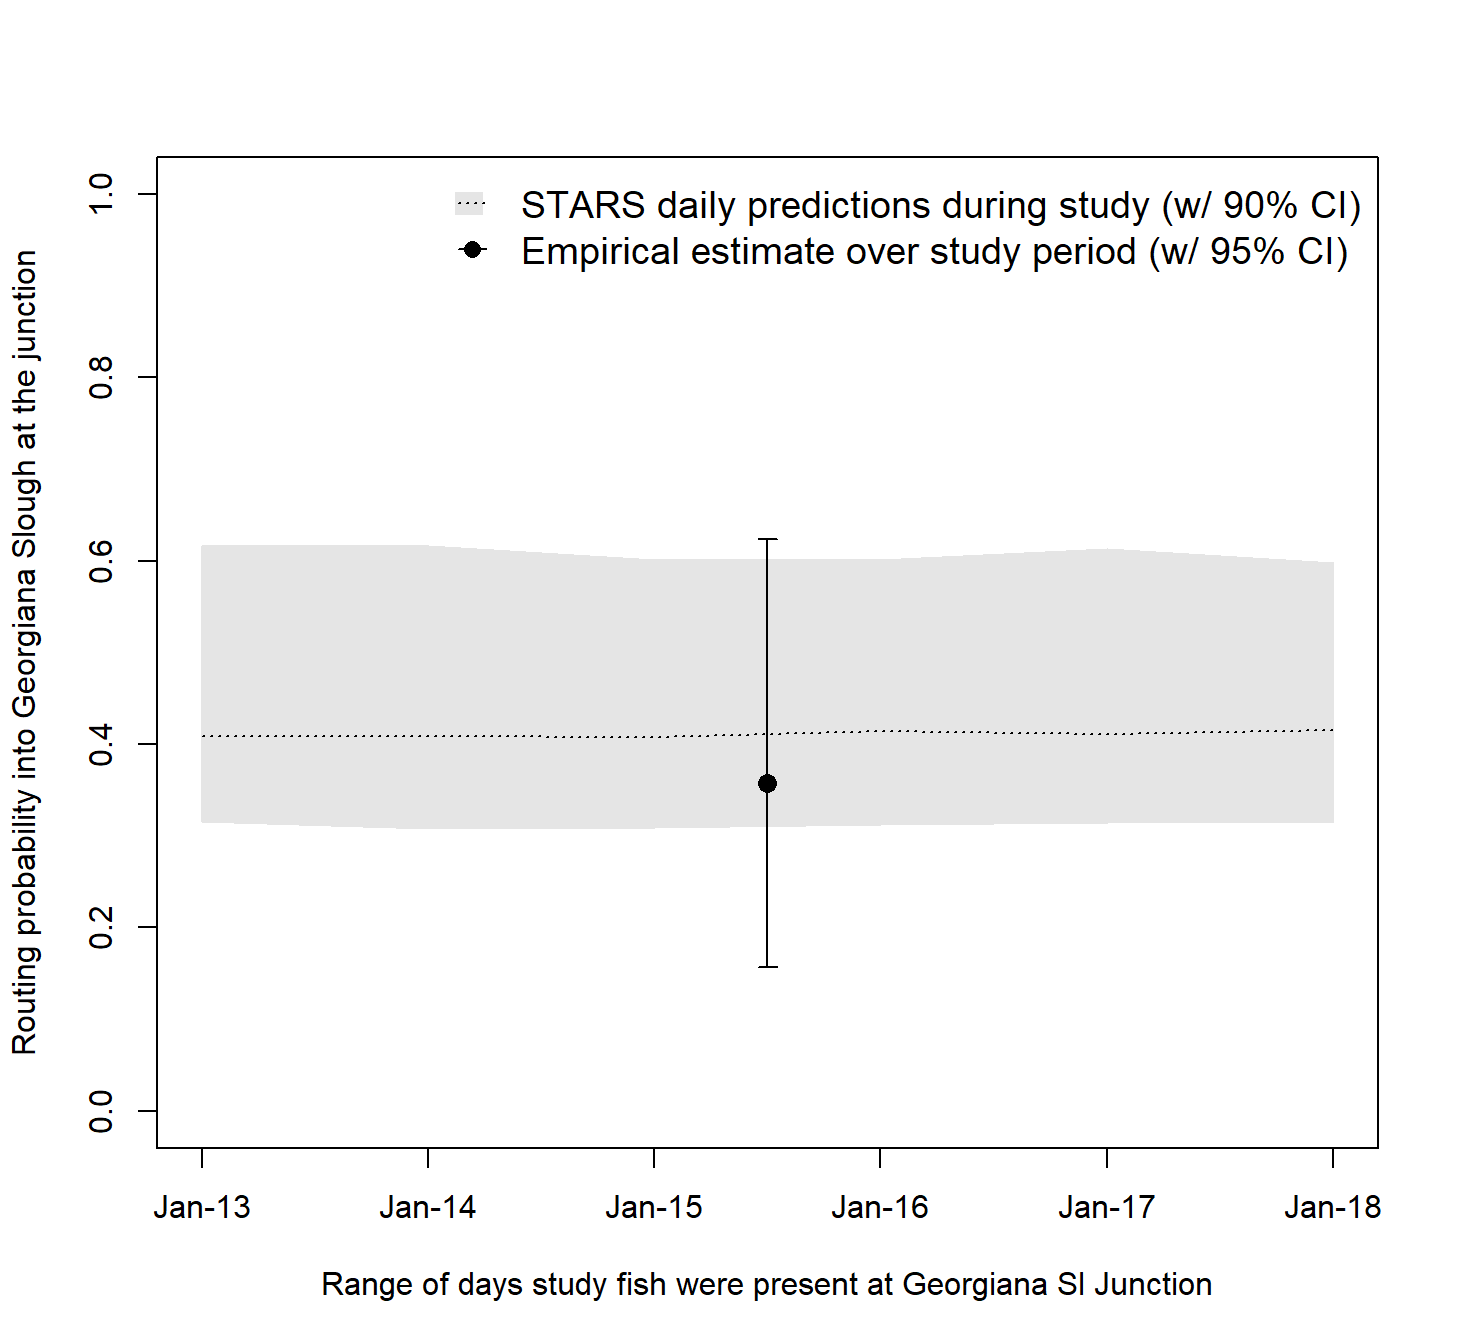 STARS daily predictions during study (w/ 90% CI)
Empirical estimate over study period (w/ 95% CI)
Routing probability into Georgiana Slough at the junction
1.0
0.8
0.6
0.4
0.2
0.0
Jan-13 Jan-14 Jan-15 Jan-16 Jan-17 Jan-18
Range of days study fish were present at Georgiana Sl Junction